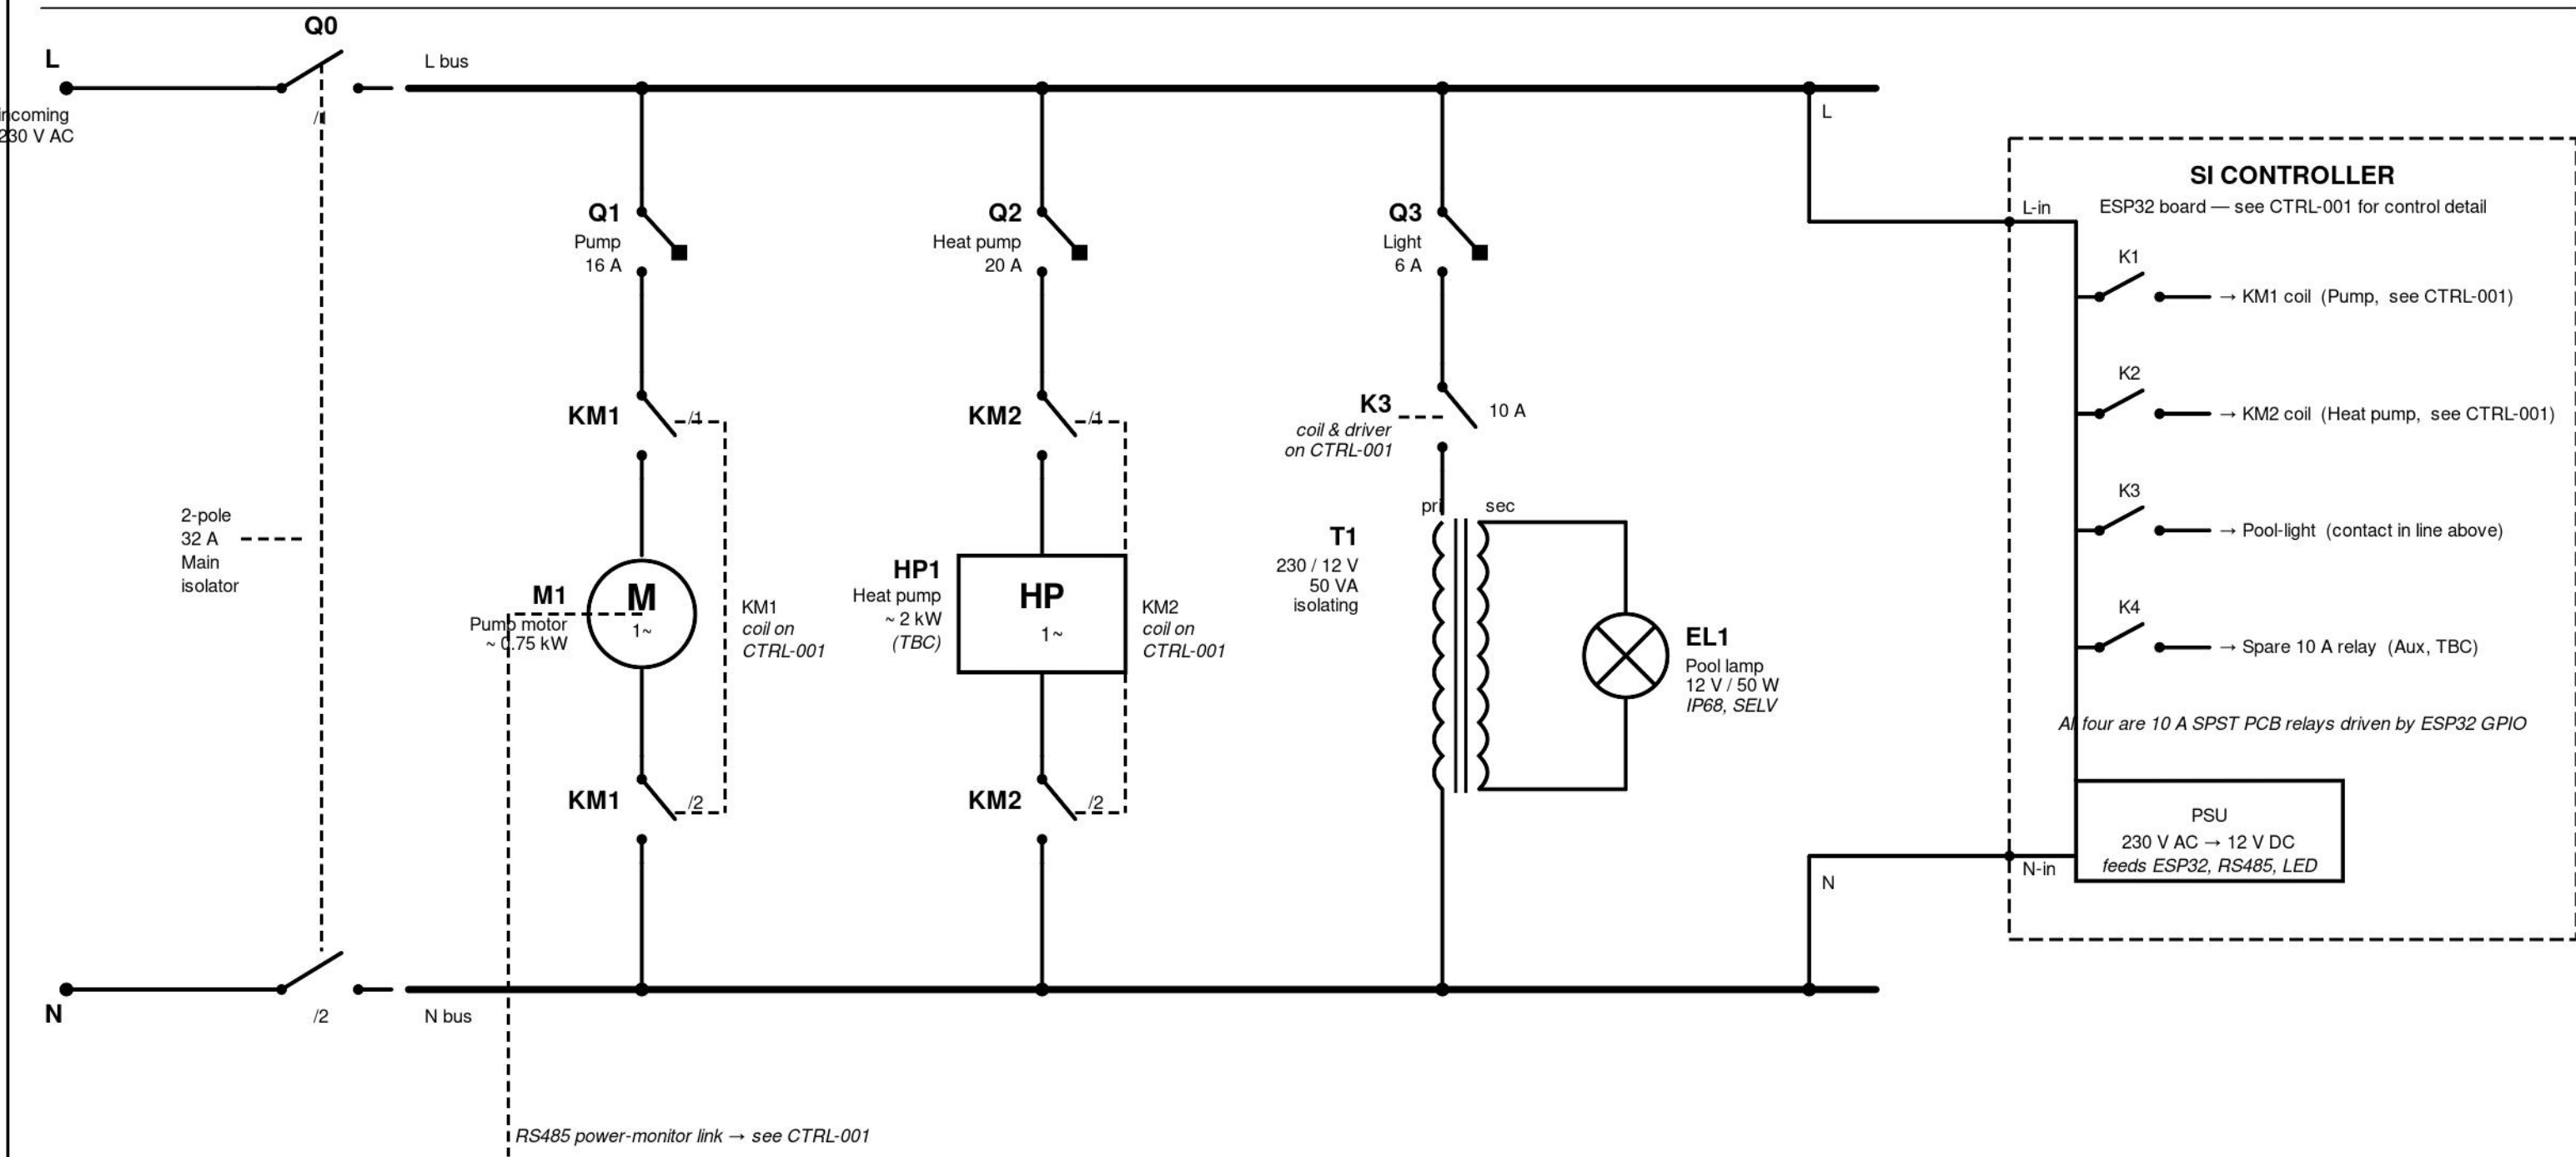 Q0
L
L bus
incoming
230 V AC
/1
L
Q1
Pump
16 A
Q2
Heat pump
20 A
Q3
Light
6 A
KM1
/1
KM2
/1
K3
10 A
coil & driver
on CTRL-001
2-pole
32 A
Main
isolator
M1
Pump motor
~ 0.75 kW
M
1~
KM1
coil on
CTRL-001
HP1
Heat pump
~ 2 kW
(TBC)
HP
1~
KM2
coil on
CTRL-001
pri
sec
T1
230 / 12 V
50 VA
isolating
EL1
Pool lamp
12 V / 50 W
IP68, SELV
KM1
/2
KM2
/2
N
N
/2
N bus
RS485 power-monitor link → see CTRL-001
SI CONTROLLER
ESP32 board — see CTRL-001 for control detail
L-in
K1
→ KM1 coil (Pump, see CTRL-001)
K2
→ KM2 coil (Heat pump, see CTRL-001)
K3
→ Pool-light (contact in line above)
K4
→ Spare 10 A relay (Aux, TBC)
All four are 10 A SPST PCB relays driven by ESP32 GPIO
PSU
230 V AC → 12 V DC
feeds ESP32, RS485, LED
N-in